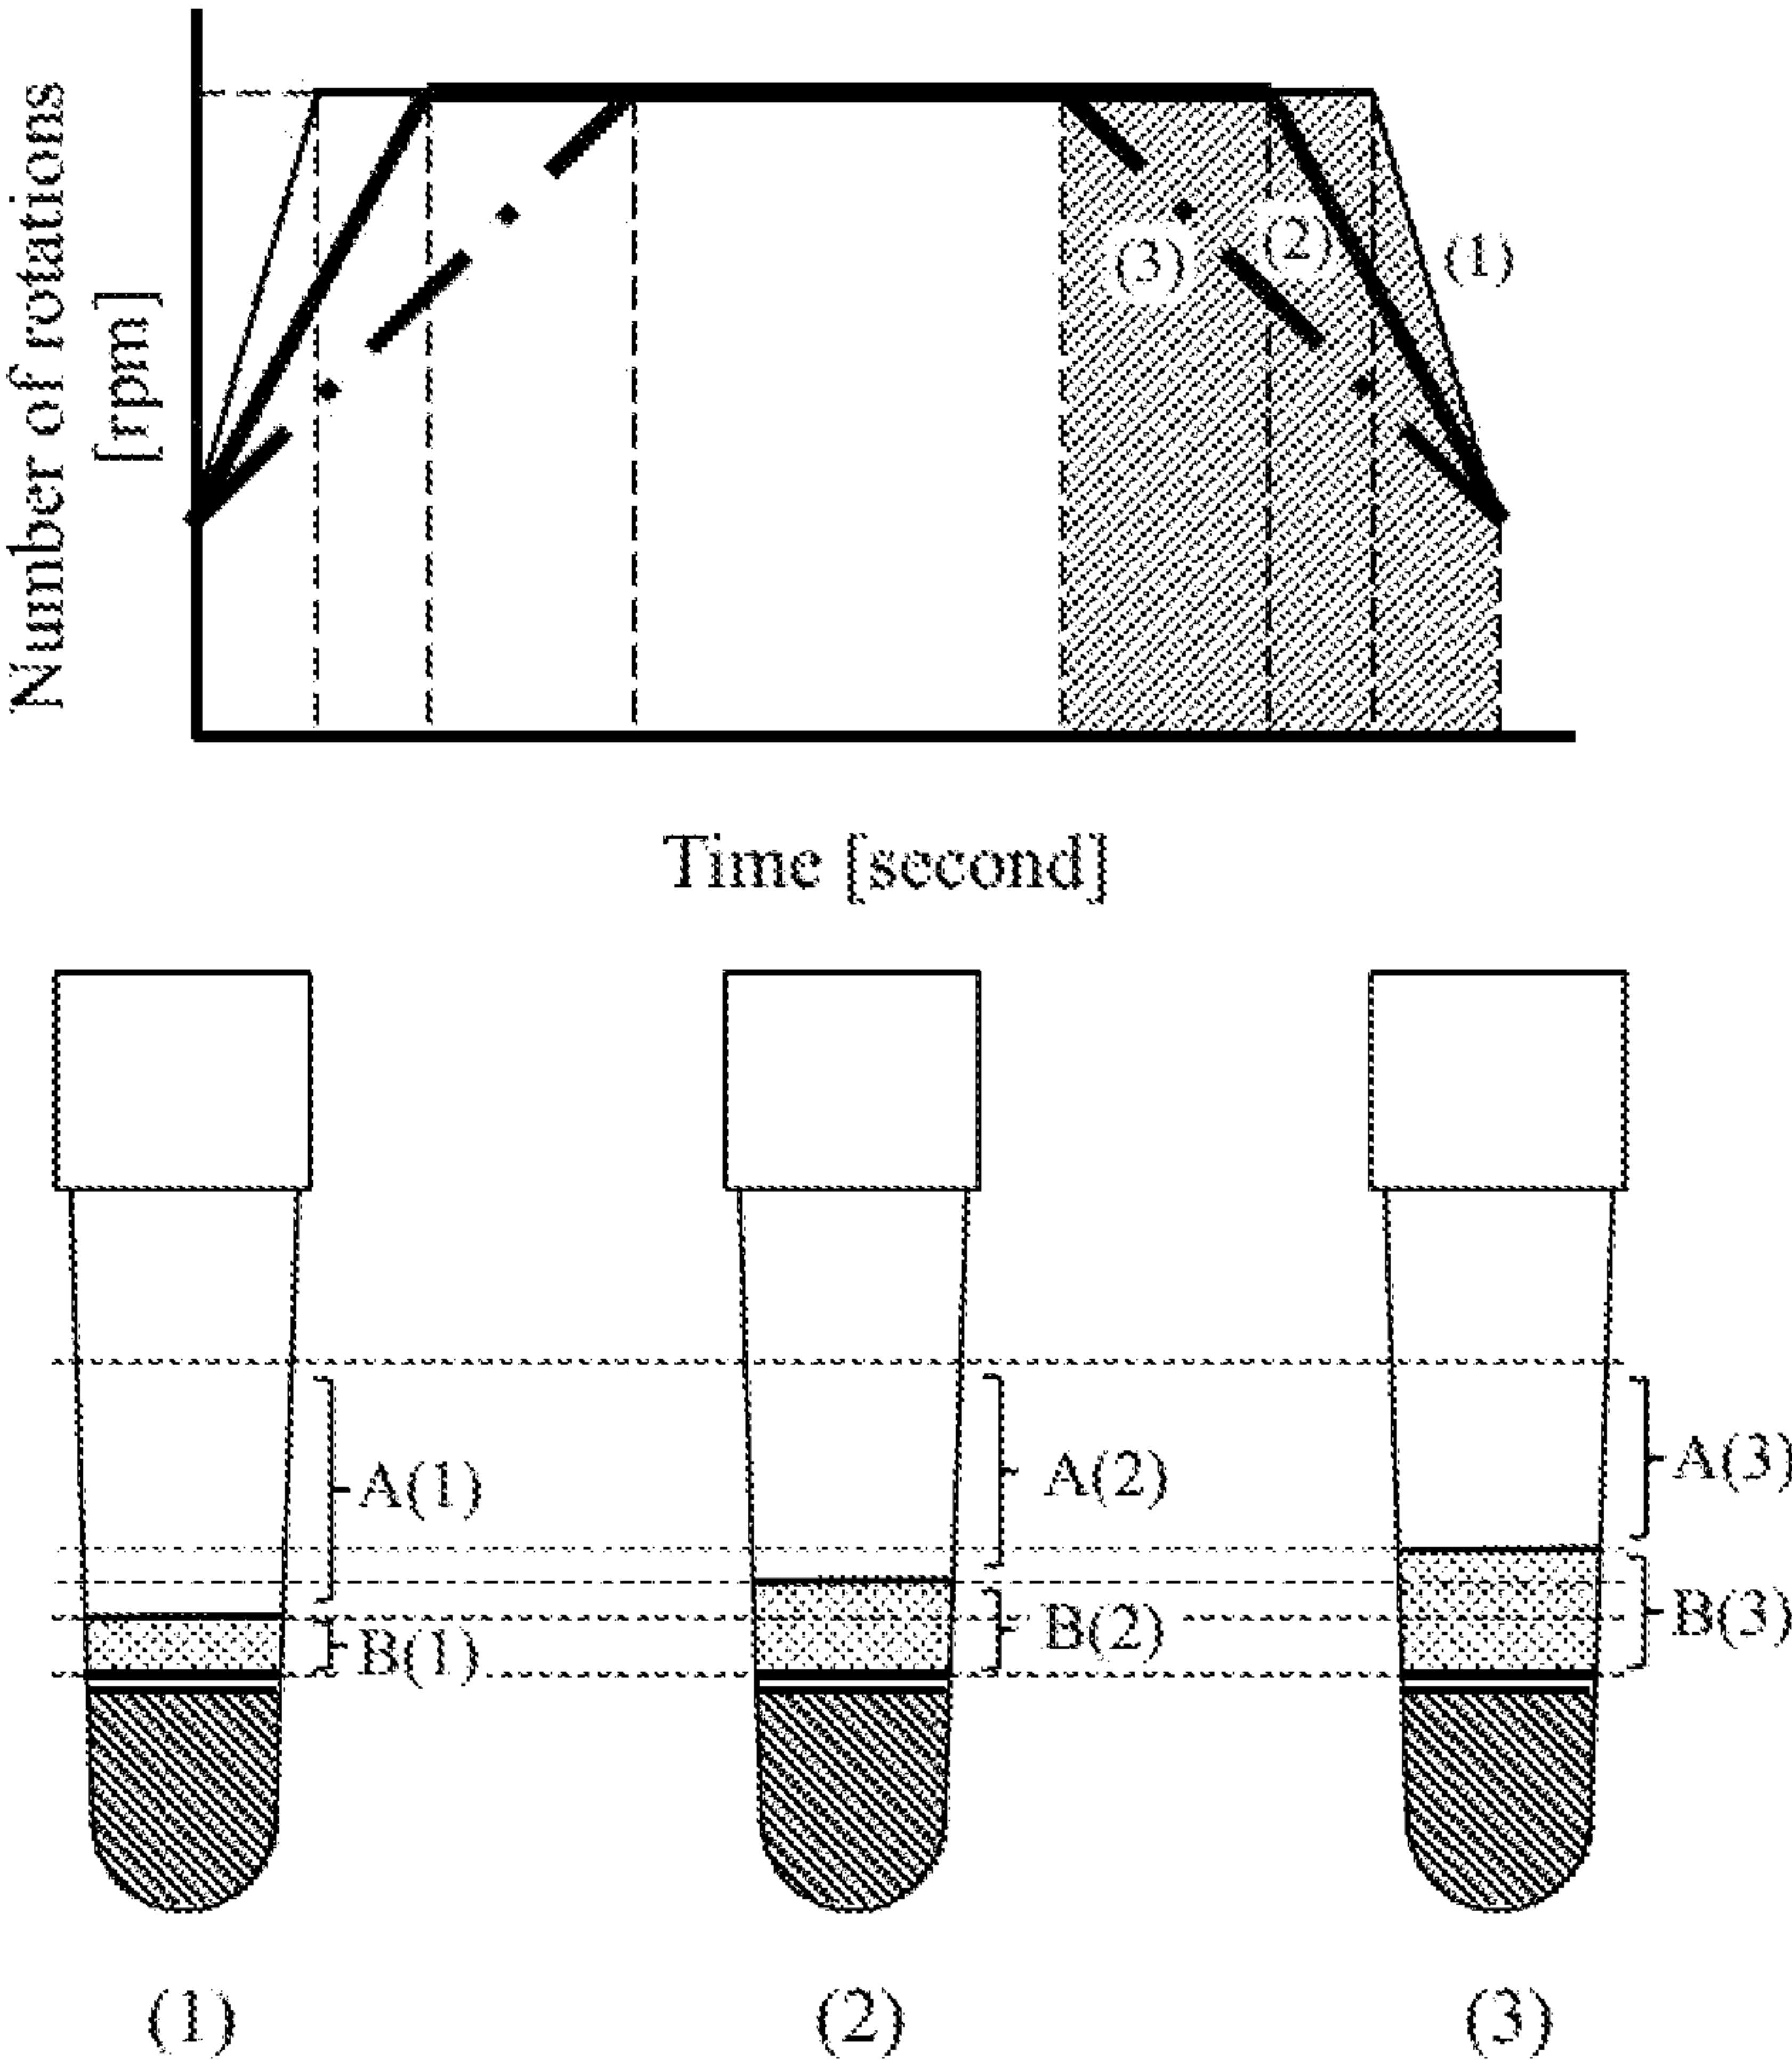 Number of rotations
[rpm]
(3)
(2)
(1)
Time [second]
A(1)
A(2)
A(3)
B(1)
B(2)
B(3)
(1)
(2)
(3)